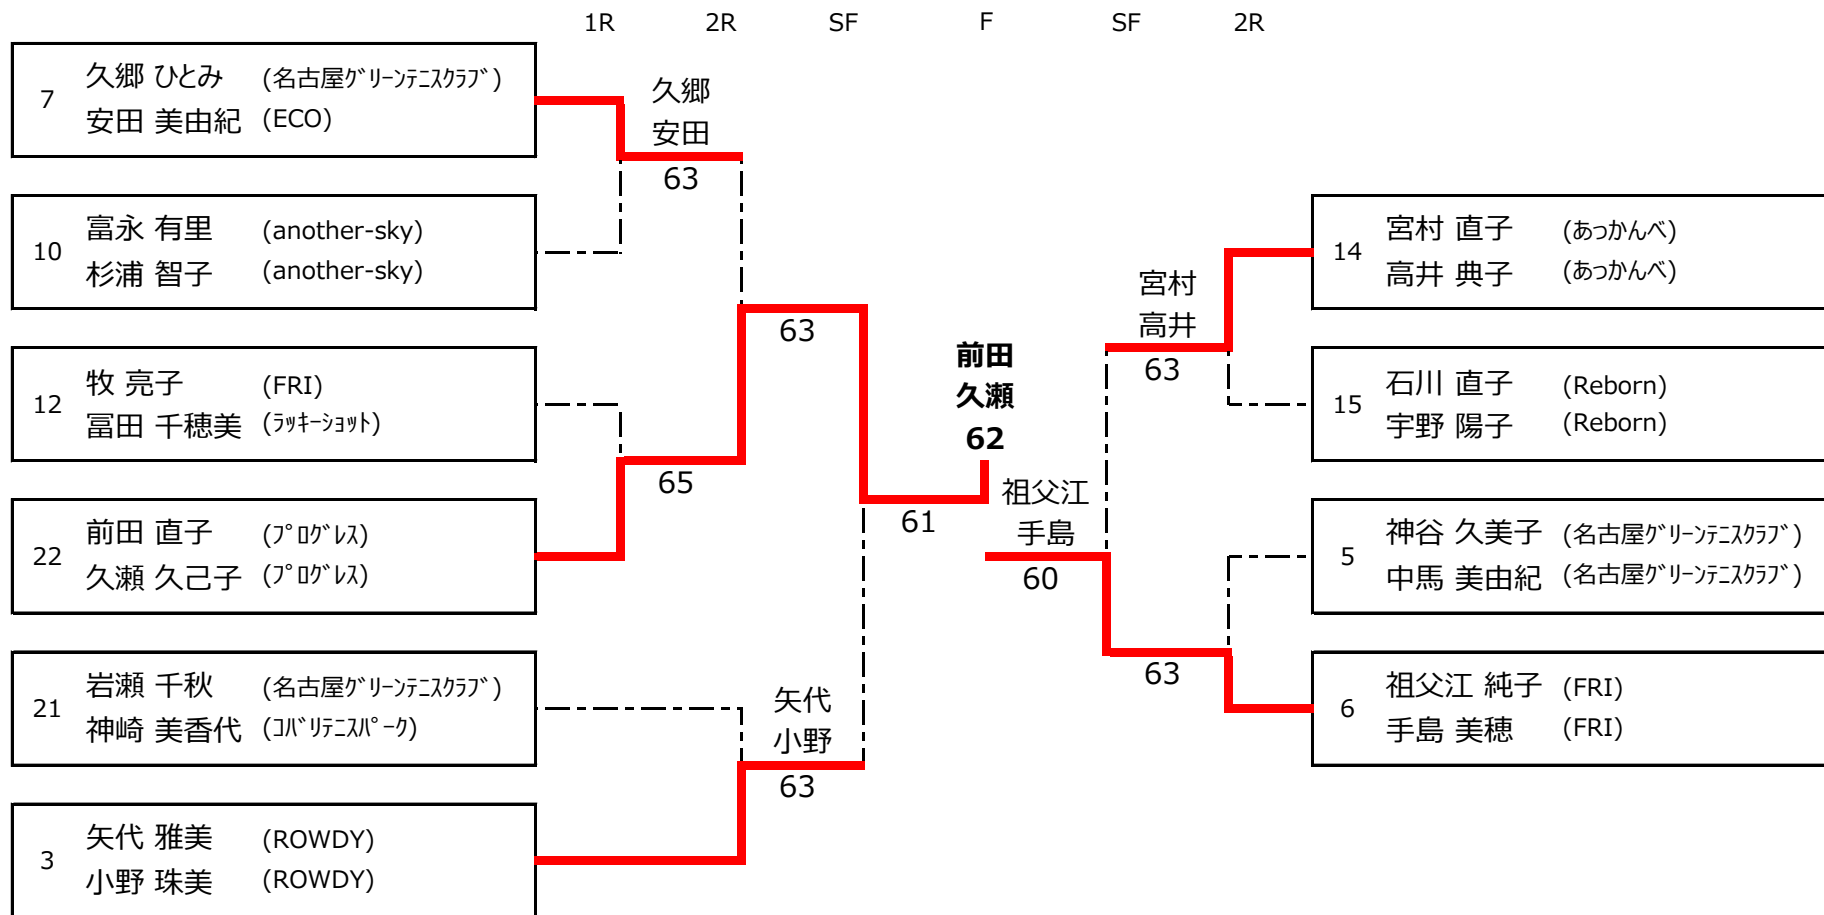 1R 2R SF F SF 2R
7
久郷 ひとみ (名古屋ｸﾞﾘｰﾝﾃﾆｽｸﾗﾌﾞ)
安田 美由紀 (ECO)
久郷
安田
63
10
富永 有里 (another-sky)
杉浦 智子 (another-sky)
12
牧 亮子 (FRI)
冨田 千穂美 (ﾗｯｷｰｼｮｯﾄ)
65
63
22
前田 直子 (ﾌﾟﾛｸﾞﾚｽ)
久瀬 久己子 (ﾌﾟﾛｸﾞﾚｽ)
61
21
岩瀬 千秋 (名古屋ｸﾞﾘｰﾝﾃﾆｽｸﾗﾌﾞ)
神崎 美香代 (ｺﾊﾞﾘﾃﾆｽﾊﾟｰｸ)
矢代
小野
63
3
矢代 雅美 (ROWDY)
小野 珠美 (ROWDY)
前田
久瀬
62
祖父江
手島
60
宮村
高井
63
63
14
宮村 直子 (あっかんべ)
高井 典子 (あっかんべ)
15
石川 直子 (Reborn)
宇野 陽子 (Reborn)
5
神谷 久美子 (名古屋ｸﾞﾘｰﾝﾃﾆｽｸﾗﾌﾞ)
中馬 美由紀 (名古屋ｸﾞﾘｰﾝﾃﾆｽｸﾗﾌﾞ)
6
祖父江 純子 (FRI)
手島 美穂 (FRI)